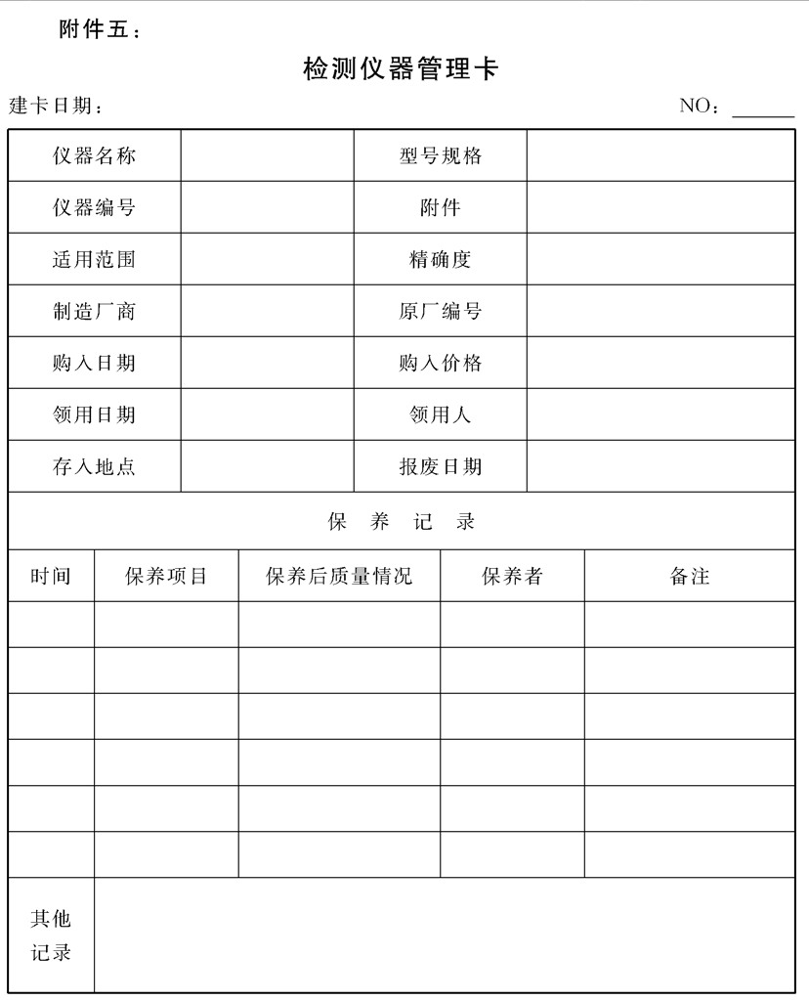 附件五：
检测仪器管理卡
建卡日期： NO：
仪器名称 型号规格
仪器编号 附件
适用范围 精确度
制造厂商 原厂编号
购入日期 购入价格
领用日期 领用人
存入地点 报废日期
保 养 记 录
时间 保养项目 保养后质量情况 保养者 备注
其他
记录